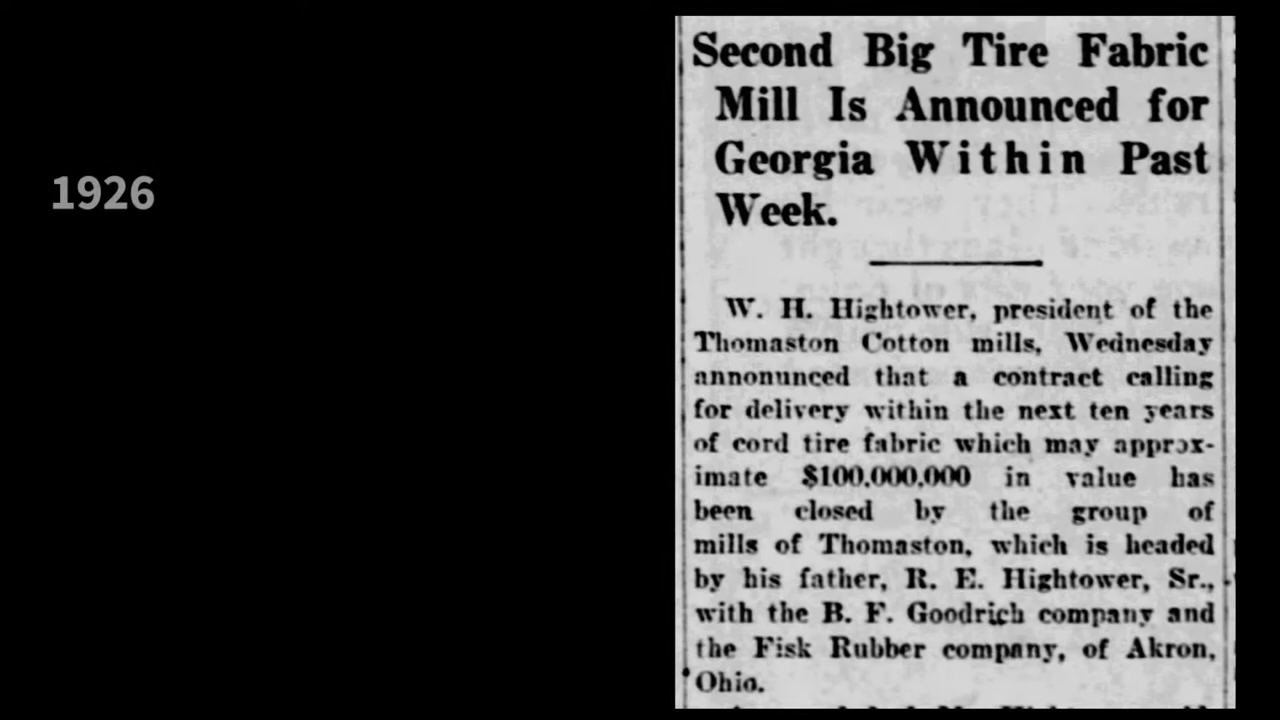 1926
Second Big Tire Fabric
Mill Is Announced for
Georgia Within Past
Week.
W. H. Hightower, president of the
Thomaston Cotton mills, Wednesday
annonunced that a contract calling
for delivery within the next ten years
of cord tire fabric which may approx-
imate $100,000,000 in value has
been closed by the group of
mills of Thomaston, which is headed
by his father, R. E. Hightower, Sr.,
with the B. F. Goodrich company and
the Fisk Rubber company, of Akron,
Ohio.